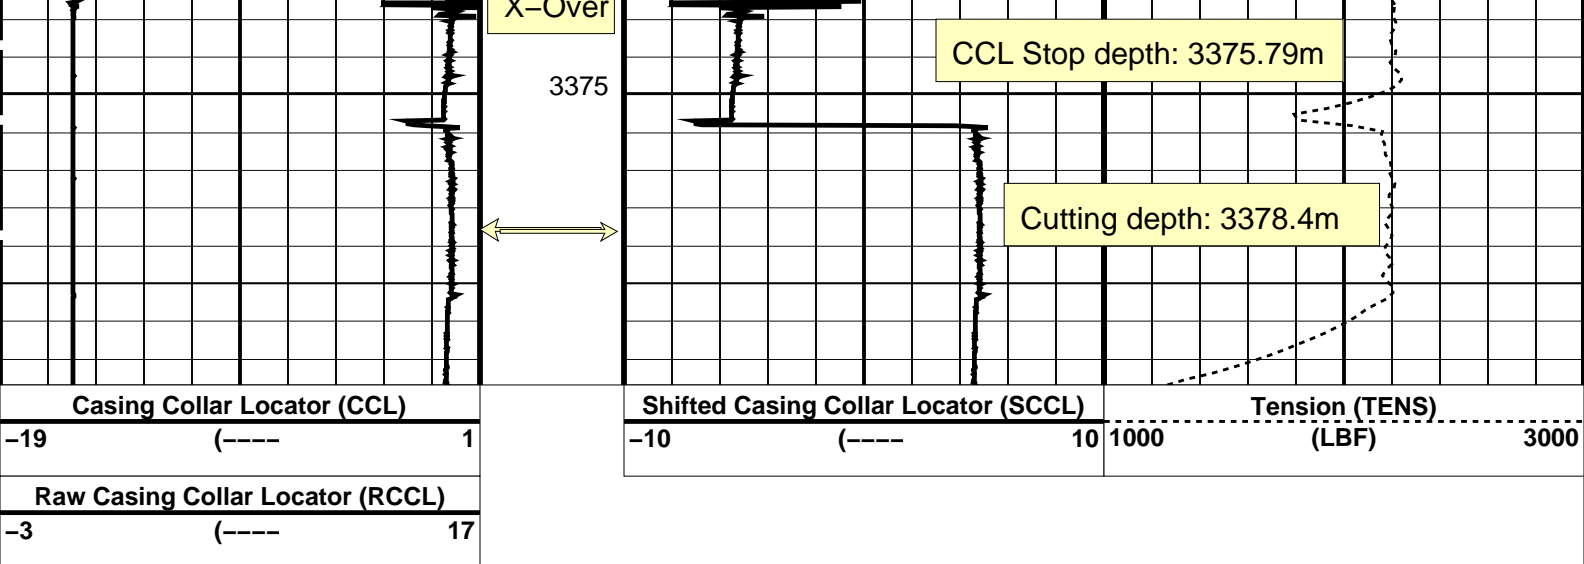 X−Over
CCL Stop depth: 3375.79m
3375
Cutting depth: 3378.4m
Casing Collar Locator (CCL)
−19 (−−−− 1
Shifted Casing Collar Locator (SCCL)
−10 (−−−− 10
Tension (TENS)
1000 (LBF) 3000
Raw Casing Collar Locator (RCCL)
−3 (−−−− 17